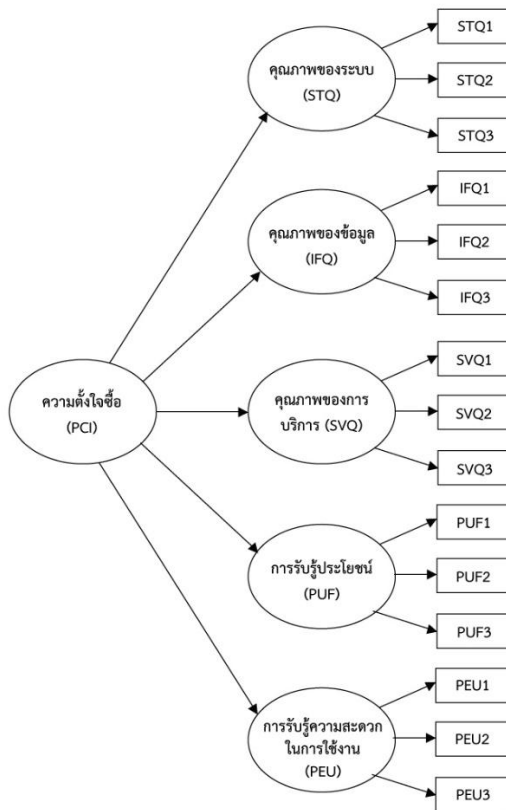 ความตั้งใจซื้อ
(PCI)
คุณภาพของระบบ
(STQ)
STQ1
STQ2
STQ3
คุณภาพของข้อมูล
(IFQ)
IFQ1
IFQ2
IFQ3
คุณภาพของการ
บริการ (SVQ)
SVQ1
SVQ2
SVQ3
การรับรู้ประโยชน์
(PUF)
PUF1
PUF2
PUF3
การรับรู้ความสะดวก
ในการใช้งาน
(PEU)
PEU1
PEU2
PEU3